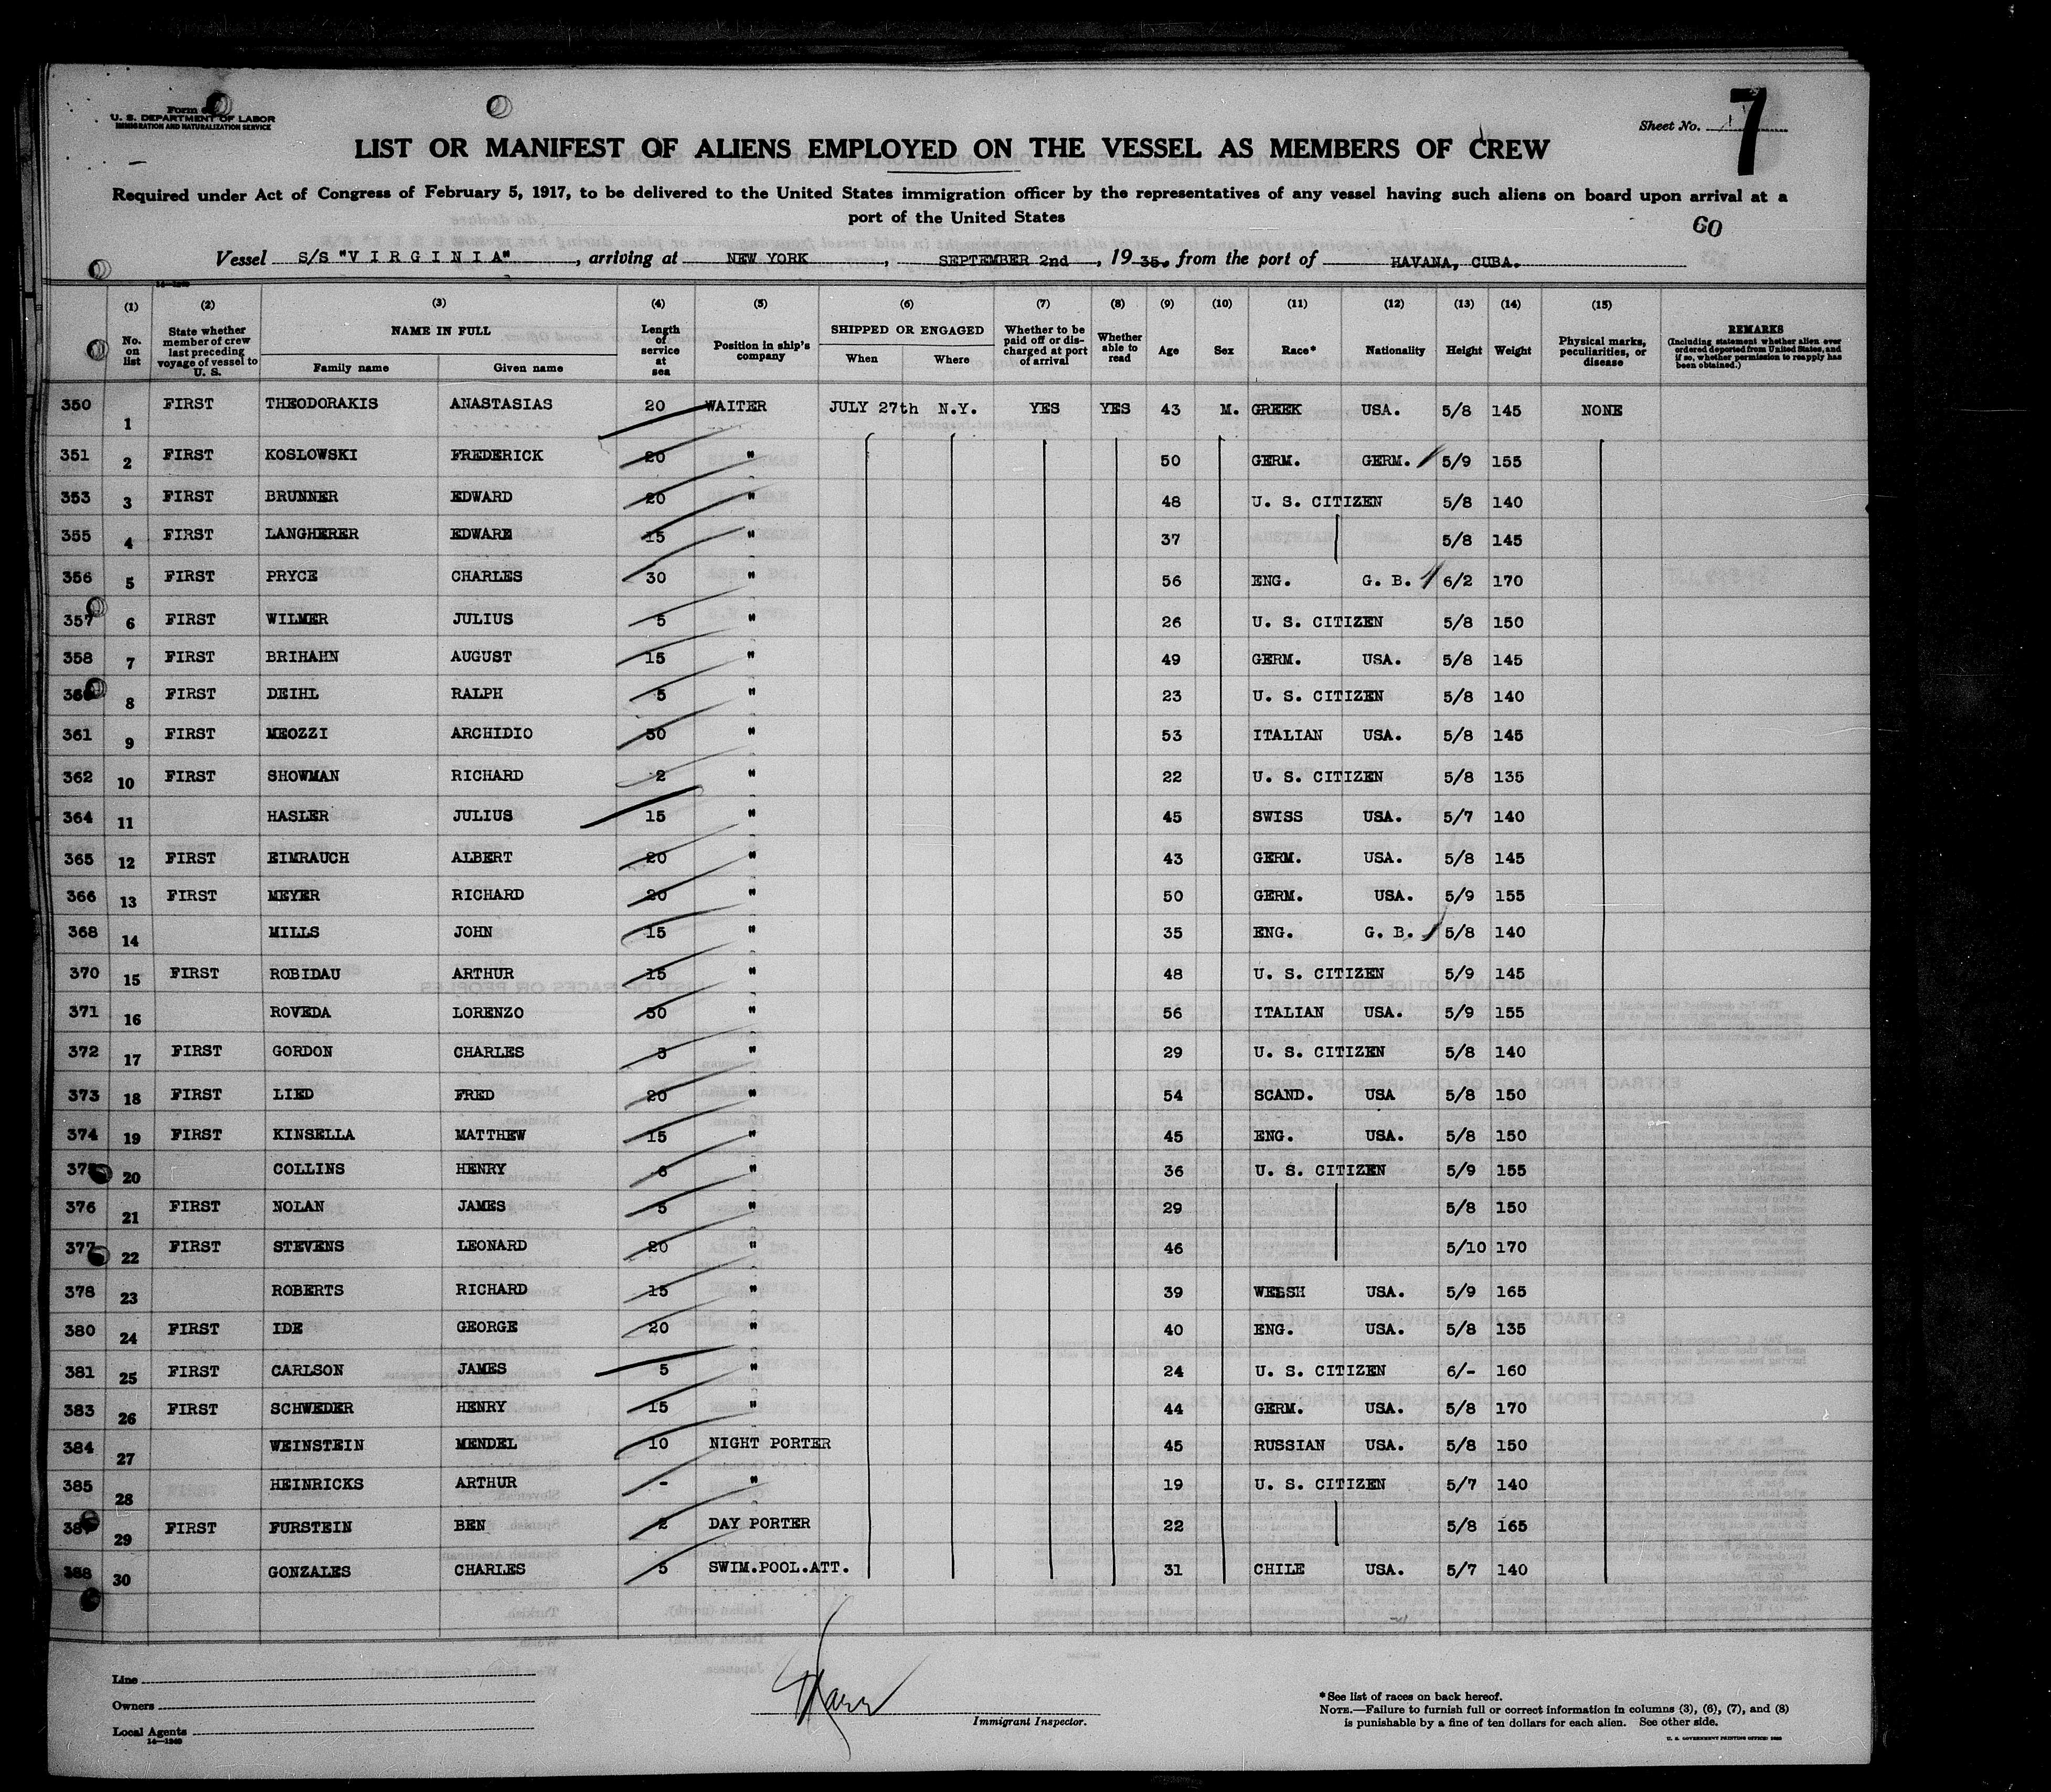 Form
U. S. DEPARTMENT OF LABOR
IMMIGRATION AND NATURALIZATION SERVICE
Sheet No. 7
LIST OR MANIFEST OF ALIENS EMPLOYED ON THE VESSEL AS MEMBERS OF CREW
Required under Act of Congress of February 5, 1917, to be delivered to the United States immigration officer by the representatives of any vessel having such aliens on board upon arrival at a
port of the United States
60
Vessel S/S "VIRGINIA", arriving at NEW YORK, SEPTEMBER 2nd, 1935. from the port of HAVANA, CUBA.
(1) (2) (3) (4) (5) (6) (7) (8) (9) (10) (11) (12) (13) (14) (15)
No. on list State whether member of crew last preceding voyage of vessel to U. S. NAME IN FULL Length of service at sea Position in ship's company SHIPPED OR ENGAGED Whether to be paid off or discharged at port of arrival Whether able to read Age Sex Race* Nationality Height Weight Physical marks, peculiarities, or disease REMARKS (Including statement whether alien ever ordered deported from United States, and if so, whether permission to reapply has been obtained.)
Family name Given name When Where
350 1 FIRST THEODORAKIS ANASTASIAS 20 WAITER JULY 27th N.Y. YES YES 43 M. GREEK USA. 5/8 145 NONE
351 2 FIRST KOSLOWSKI FREDERICK 20 " 50 GERM. GERM. 5/9 155
353 3 FIRST BRUNNER EDWARD 20 " 48 U. S. CITIZEN 5/8 140
355 4 FIRST LANGHERER EDWARD 15 " 37 5/8 145
356 5 FIRST PRYCE CHARLES 30 " 56 ENG. G. B. 6/2 170
357 6 FIRST WILMER JULIUS 5 " 26 U. S. CITIZEN 5/8 150
358 7 FIRST BRIHAHN AUGUST 15 " 49 GERM. USA. 5/8 145
8 FIRST DEIHL RALPH 5 " 23 U. S. CITIZEN 5/8 140
361 9 FIRST MEOZZI ARCHIDIO 30 " 53 ITALIAN USA. 5/8 145
362 10 FIRST SHOWMAN RICHARD 2 " 22 U. S. CITIZEN 5/8 135
364 11 HASLER JULIUS 15 " 45 SWISS USA. 5/7 140
365 12 FIRST EIMRAUCH ALBERT 20 " 43 GERM. USA. 5/8 145
366 13 FIRST MEYER RICHARD 20 " 50 GERM. USA. 5/9 155
368 14 MILLS JOHN 15 " 35 ENG. G. B. 5/8 140
370 15 FIRST ROBIDAU ARTHUR 15 " 48 U. S. CITIZEN 5/9 145
371 16 ROVEDA LORENZO 30 " 56 ITALIAN USA. 5/9 155
372 17 FIRST GORDON CHARLES " 29 U. S. CITIZEN 5/8 140
373 18 FIRST LIED FRED 20 " 54 SCAND. USA 5/8 150
374 19 FIRST KINSELLA MATTHEW 15 " 45 ENG. USA. 5/8 150
20 COLLINS HENRY 6 " 36 U. S. CITIZEN 5/9 155
376 21 FIRST NOLAN JAMES 5 " 29 5/8 150
377 22 FIRST STEVENS LEONARD 20 " 46 5/10 170
378 23 ROBERTS RICHARD 15 " 39 WELSH USA. 5/9 165
380 24 FIRST IDE GEORGE 20 " 40 ENG. USA. 5/8 135
381 25 FIRST CARLSON JAMES 5 " 24 U. S. CITIZEN 6/- 160
383 26 FIRST SCHWEDER HENRY 15 " 44 GERM. USA. 5/8 170
384 27 WEINSTEIN MENDEL 10 NIGHT PORTER 45 RUSSIAN USA. 5/8 150
385 28 HEINRICKS ARTHUR - " 19 U. S. CITIZEN 5/7 140
29 FIRST FURSTEIN BEN 2 DAY PORTER 22 5/8 165
388 30 GONZALES CHARLES 5 SWIM.POOL.ATT. 31 CHILE USA. 5/7 140
Line
Owners
Local Agents
14-1240
Immigrant Inspector.
*See list of races on back hereof.
NOTE.—Failure to furnish full or correct information in columns (3), (6), (7), and (8)
is punishable by a fine of ten dollars for each alien. See other side.
U. S. GOVERNMENT PRINTING OFFICE: